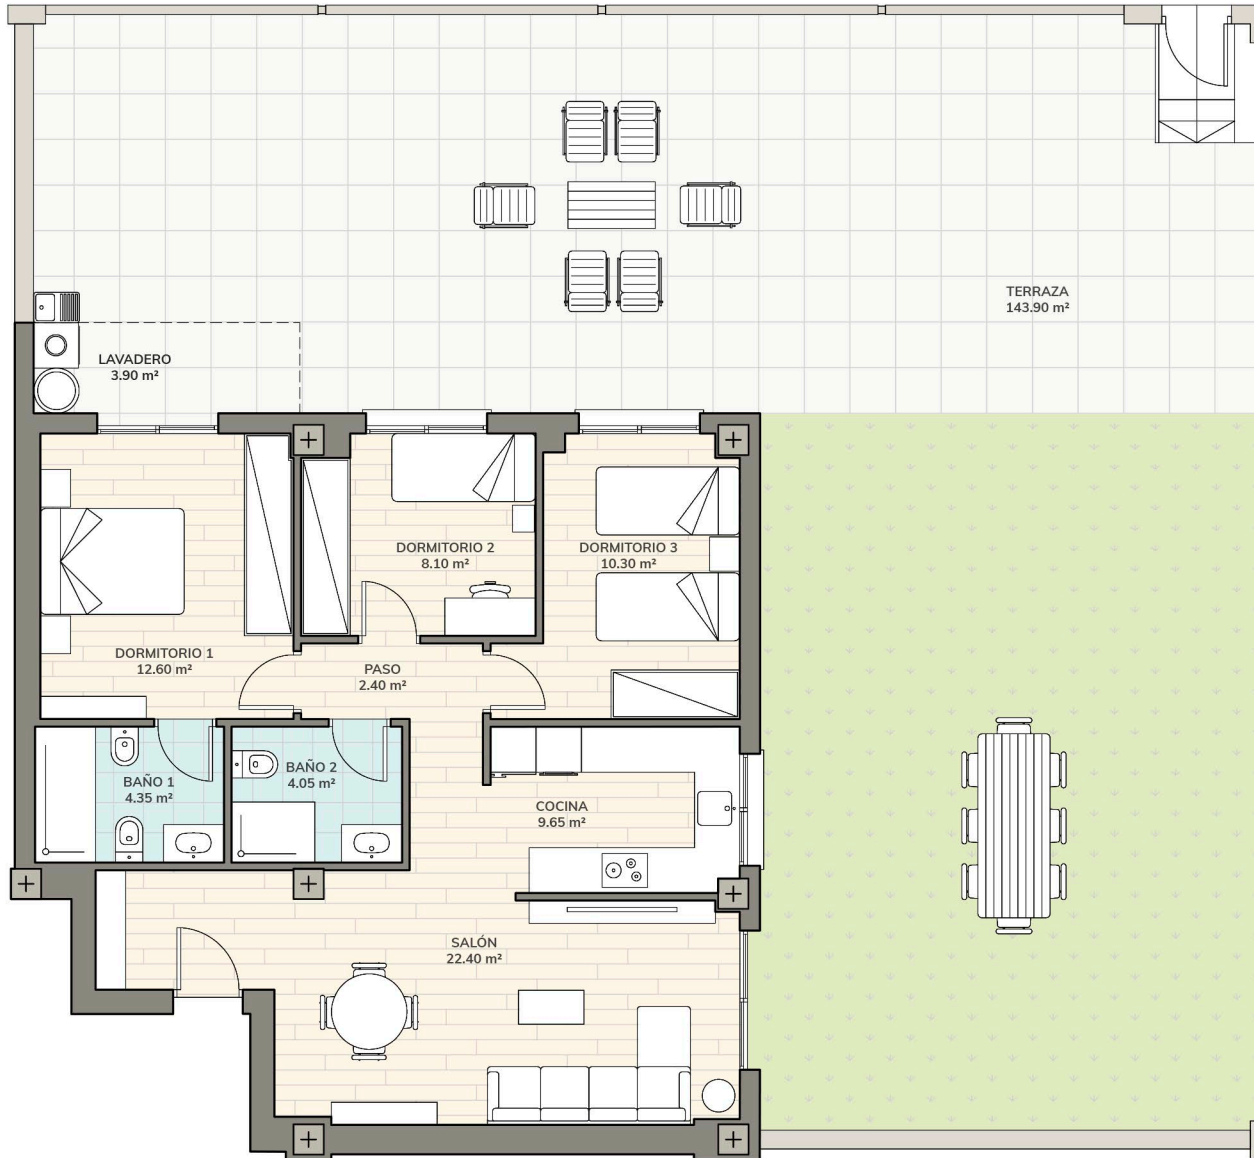 TERRAZA
143.90 m²
LAVADERO
3.90 m²
DORMITORIO 2
8.10 m²
DORMITORIO 3
10.30 m²
DORMITORIO 1
12.60 m²
PASO
2.40 m²
BAÑO 1
4.35 m²
BAÑO 2
4.05 m²
COCINA
9.65 m²
SALÓN
22.40 m²